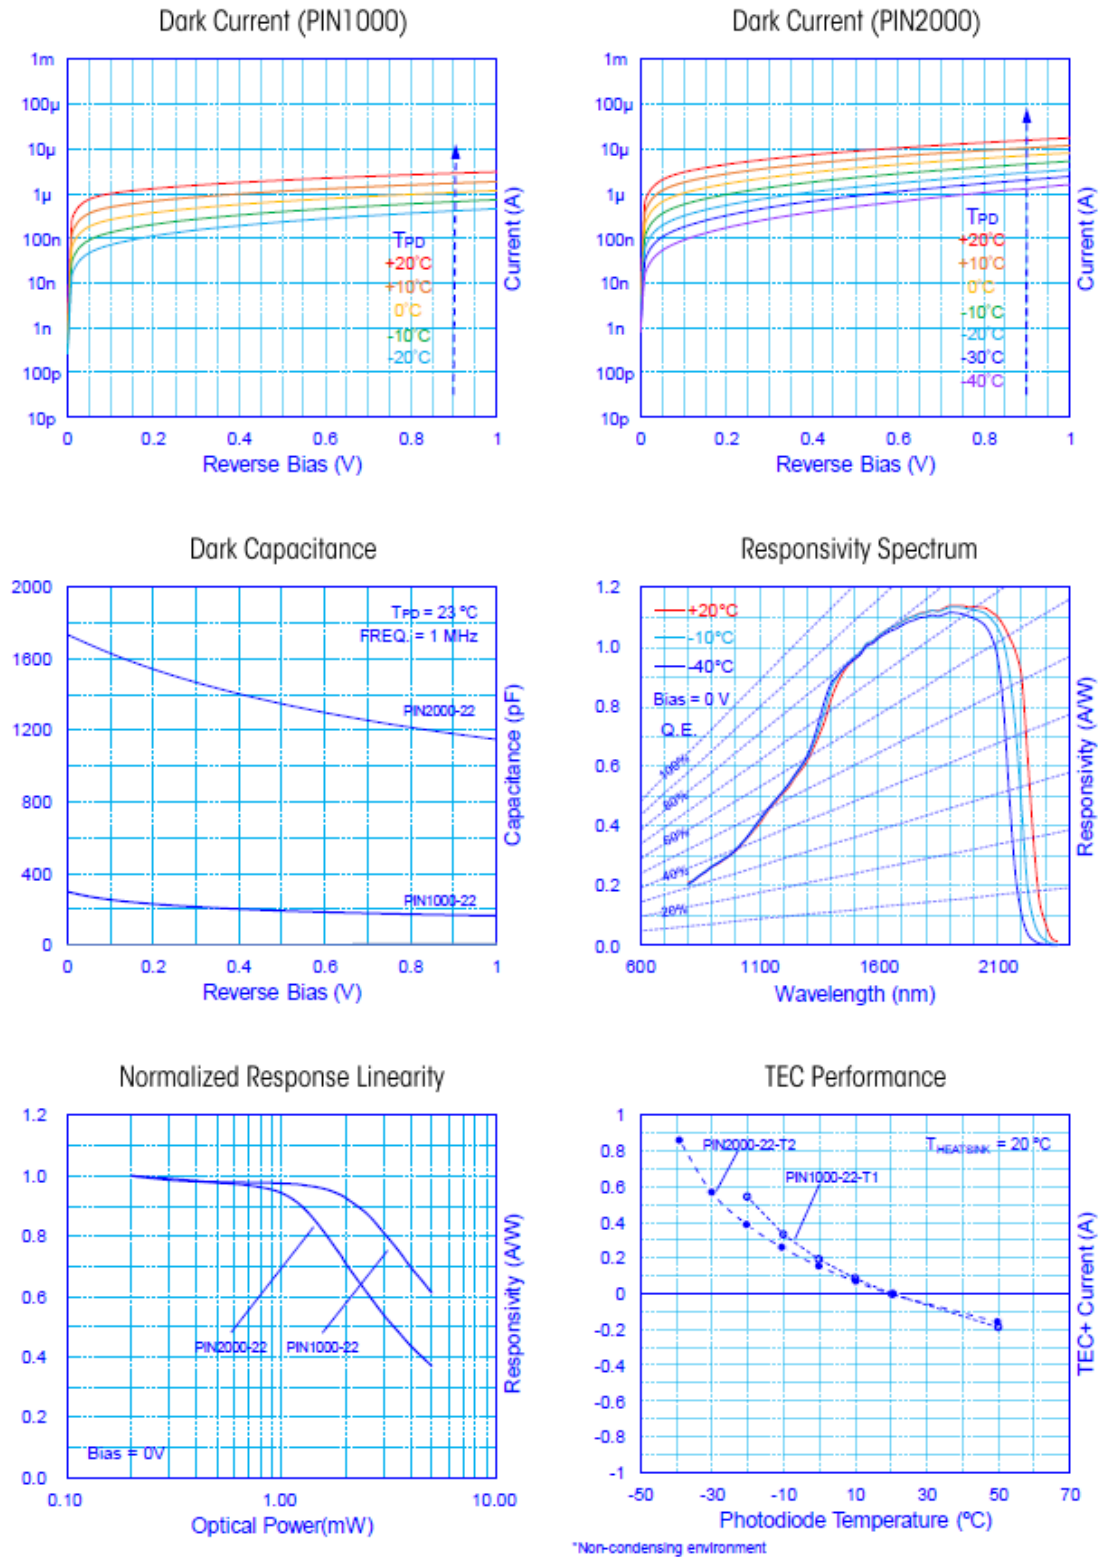 Dark Current (PIN1000)
1m
100µ
10µ
1µ
100n
10n
1n
100p
10p
TPD
+20°C
+10°C
0°C
-10°C
-20°C
Current (A)
0 0.2 0.4 0.6 0.8 1
Reverse Bias (V)
Dark Current (PIN2000)
1m
100µ
10µ
1µ
100n
10n
1n
100p
10p
TPD
+20°C
+10°C
0°C
-10°C
-20°C
-30°C
-40°C
Current (A)
0 0.2 0.4 0.6 0.8 1
Reverse Bias (V)
Dark Capacitance
2000
1600
1200
800
400
0
TPD = 23 ºC
FREQ. = 1 MHz
PIN2000-22
PIN1000-22
Capacitance (pF)
0 0.2 0.4 0.6 0.8 1
Reverse Bias (V)
Responsivity Spectrum
1.2
1.0
0.8
0.6
0.4
0.2
0.0
+20°C
-10°C
-40°C
Bias = 0 V
Q.E.
100%
80%
60%
40%
20%
Responsivity (A/W)
600 1100 1600 2100
Wavelength (nm)
Normalized Response Linearity
1.2
1.0
0.8
0.6
0.4
0.2
0.0
PIN2000-22 PIN1000-22
Bias = 0V
Responsivity (A/W)
0.10 1.00 10.00
Optical Power(mW)
TEC Performance
1
0.8
0.6
0.4
0.2
0
-0.2
-0.4
-0.6
-0.8
-1
PIN2000-22-T2
THEATSINK = 20 ºC
PIN1000-22-T1
TEC+ Current (A)
-50 -30 -10 10 30 50 70
Photodiode Temperature (ºC)
*Non-condensing environment